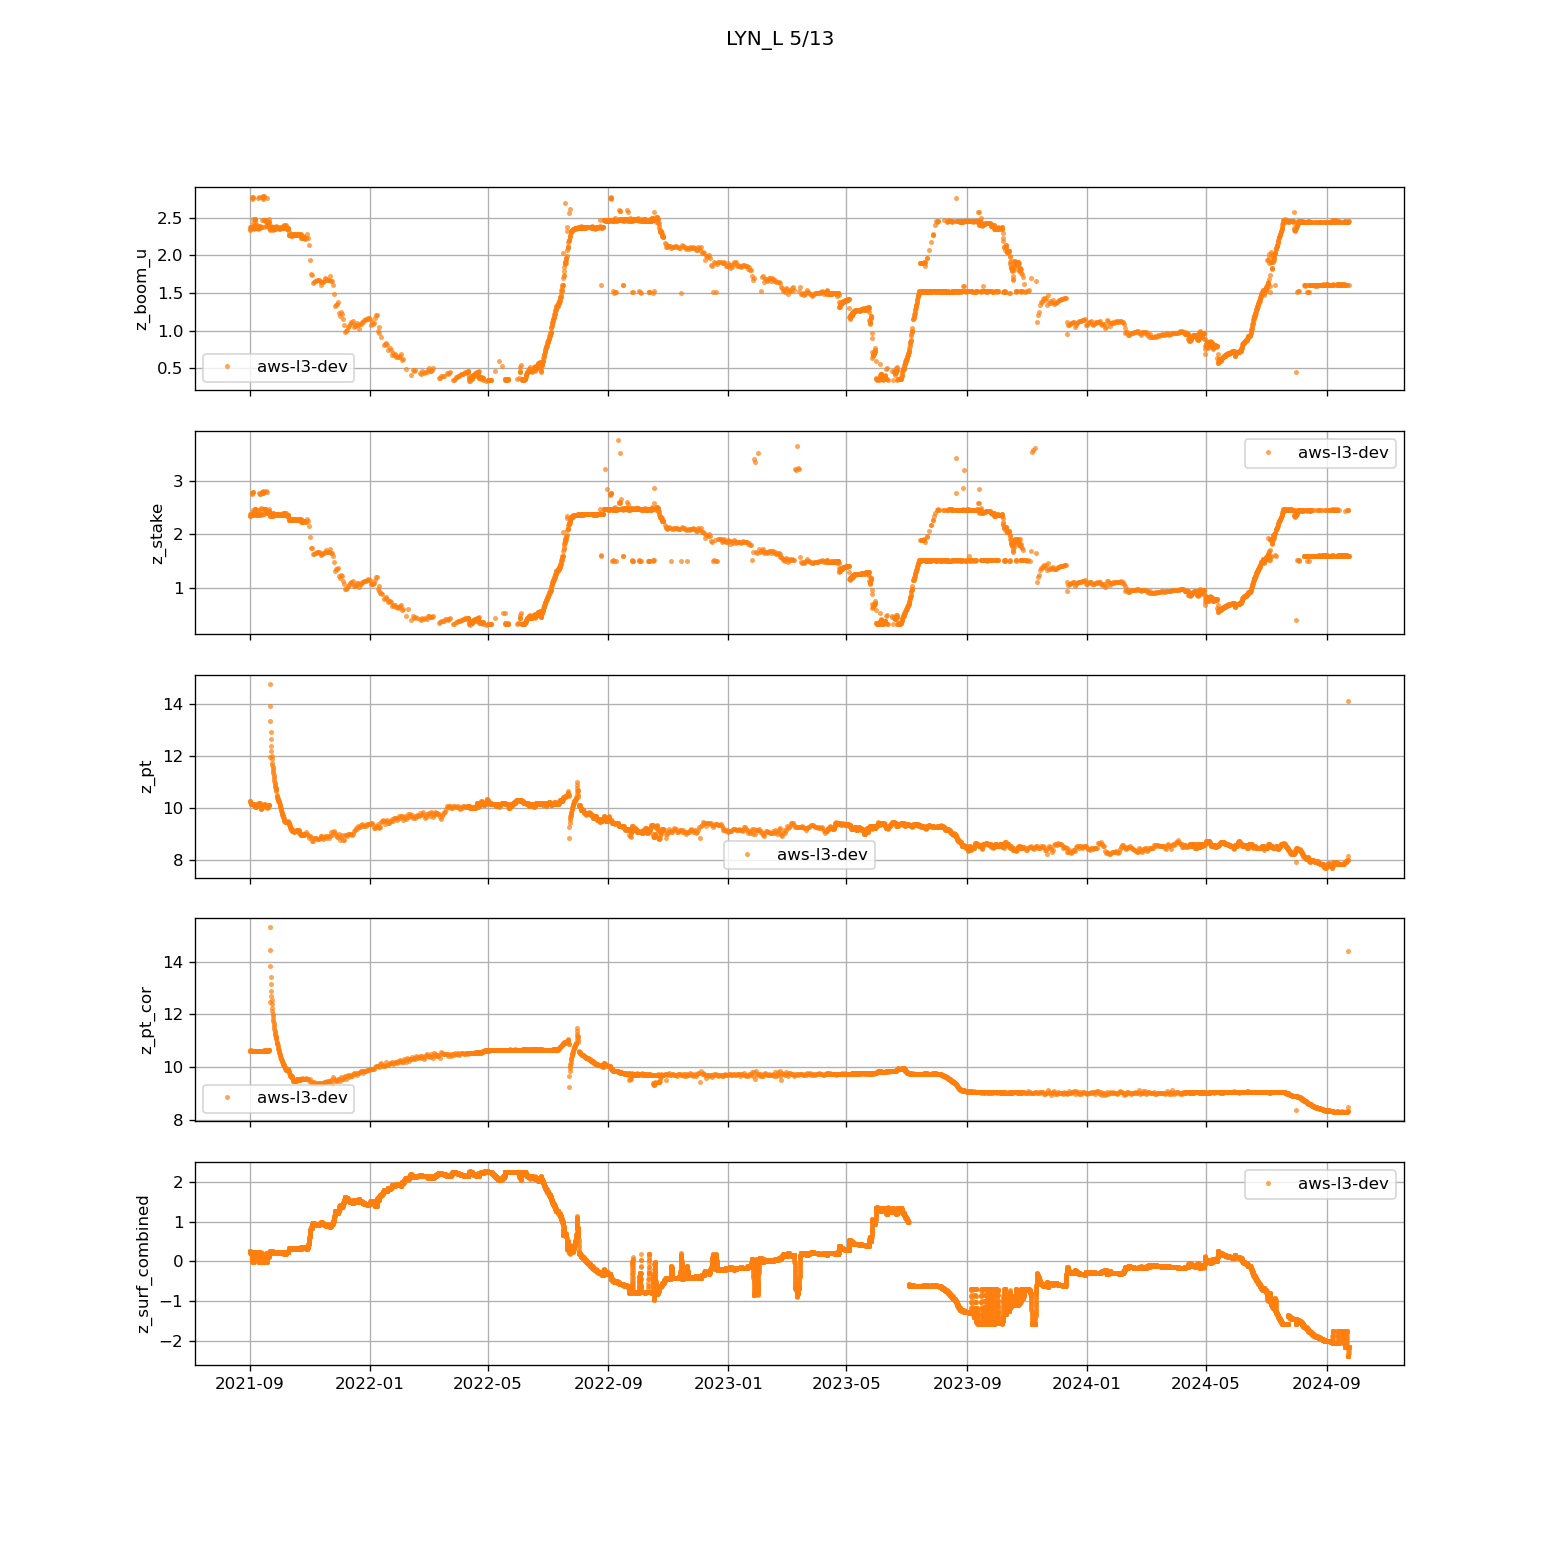 LYN_L 5/13
z_boom_u
2.5
2.0
1.5
1.0
0.5
aws-l3-dev
z_stake
3
2
1
aws-l3-dev
z_pt
14
12
10
8
aws-l3-dev
z_pt_cor
14
12
10
8
aws-l3-dev
z_surf_combined
2
1
0
−1
−2
aws-l3-dev
2021-09 2022-01 2022-05 2022-09 2023-01 2023-05 2023-09 2024-01 2024-05 2024-09